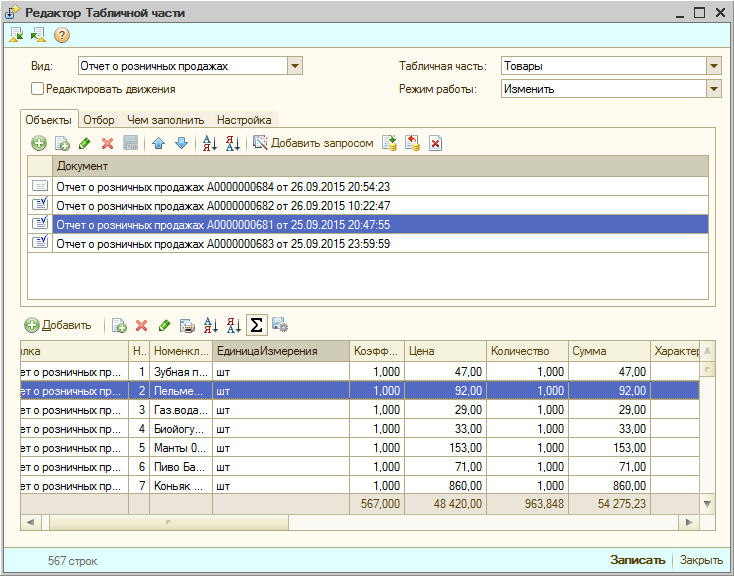 Редактор Табличной части
Вид: Отчет о розничных продажах Табличная часть: Товары
Редактировать движения Режим работы: Изменить
Объекты Отбор Чем заполнить Настройка
Добавить запросом
Документ
Отчет о розничных продажах А0000000684 от 26.09.2015 20:54:23
Отчет о розничных продажах А0000000682 от 26.09.2015 10:22:47
Отчет о розничных продажах А0000000681 от 25.09.2015 20:47:55
Отчет о розничных продажах А0000000683 от 25.09.2015 23:59:59
Добавить
лка Н.. Номенкл... ЕдиницаИзмерения Коэфф... Цена Количество Сумма Характер
ет о розничных пр... 1 Зубная п... шт 1,000 47,00 1,000 47,00
ет о розничных пр... 2 Пельме... шт 1,000 92,00 1,000 92,00
ет о розничных пр... 3 Газ.вода... шт 1,000 29,00 1,000 29,00
ет о розничных пр... 4 Биойогу... шт 1,000 33,00 1,000 33,00
ет о розничных пр... 5 Манты 0... шт 1,000 153,00 1,000 153,00
ет о розничных пр... 6 Пиво Ба... шт 1,000 71,00 1,000 71,00
ет о розничных пр... 7 Коньяк ... шт 1,000 860,00 1,000 860,00
567,000 48 420,00 963,848 54 275,23
567 строк Записать Закрыть